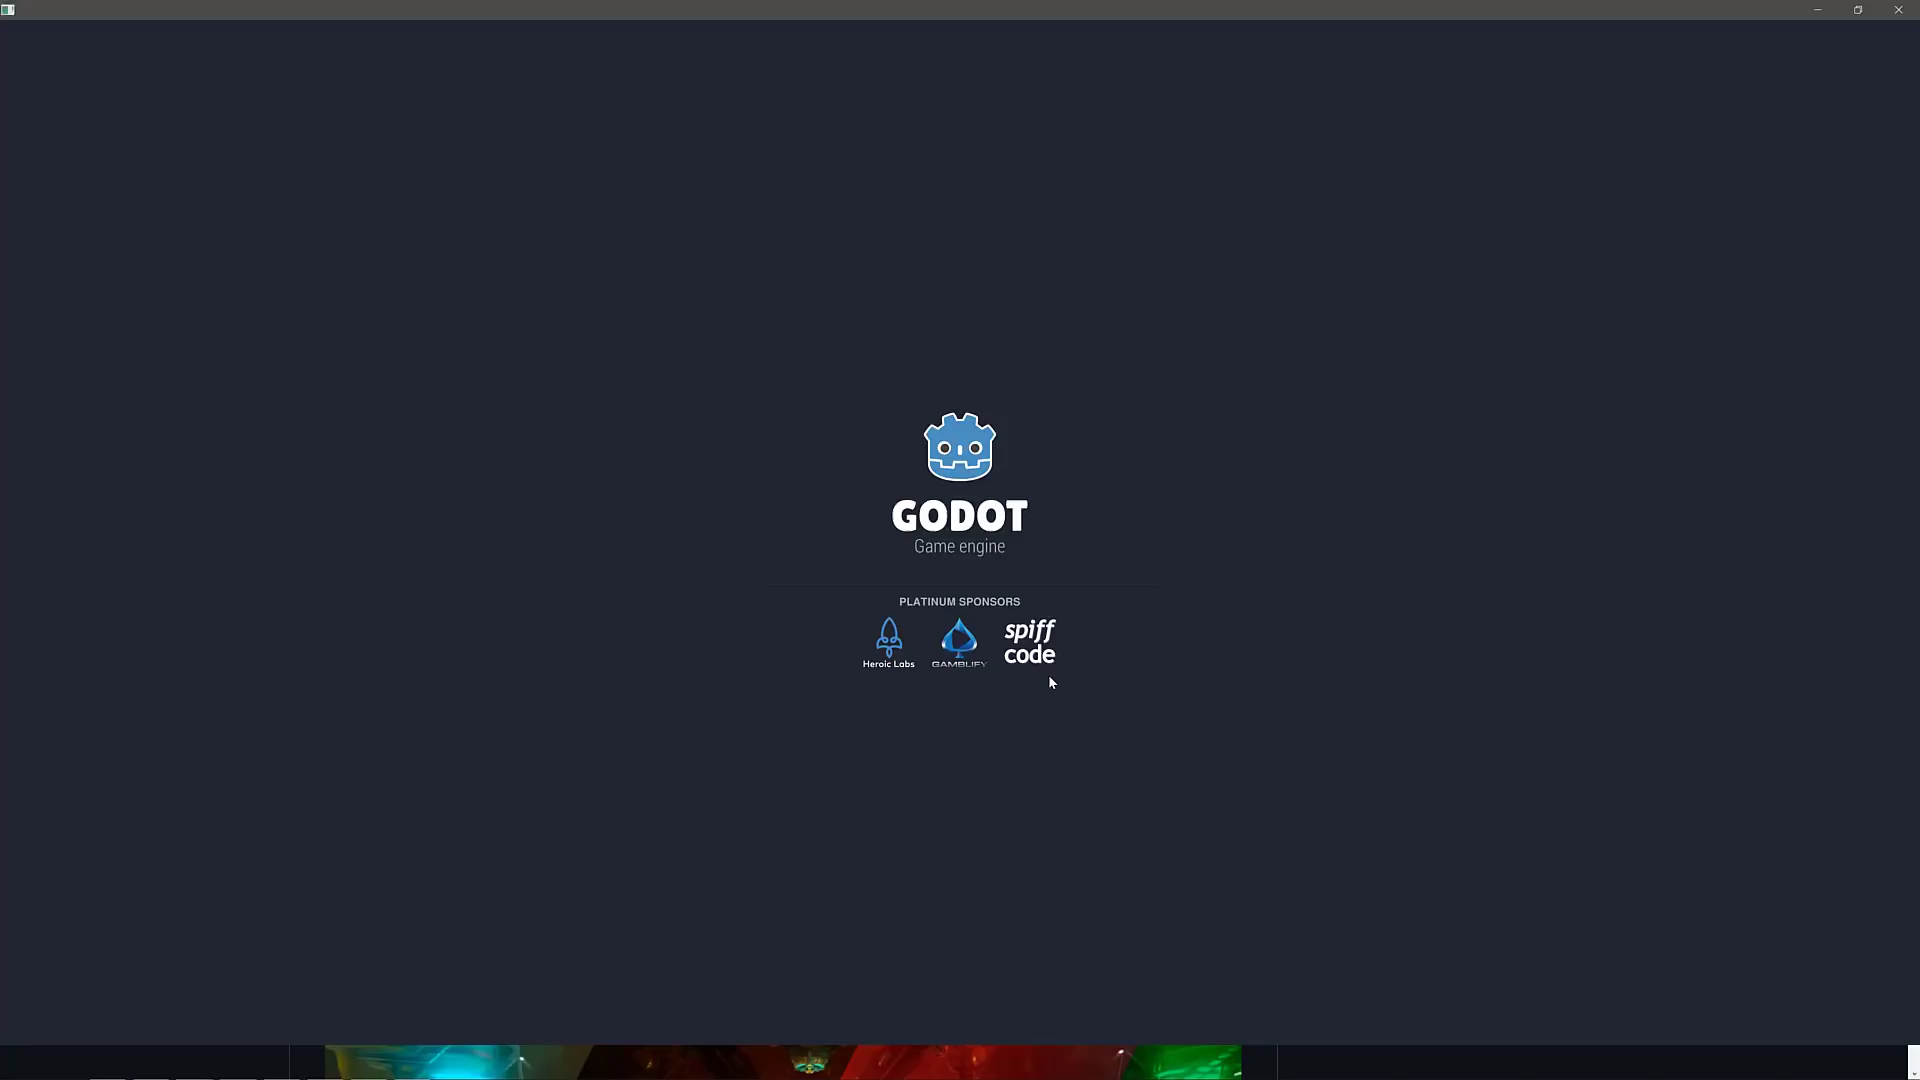 GODOT
Game engine
PLATINUM SPONSORS
Heroic Labs
GAMBLIFY
spiff
code